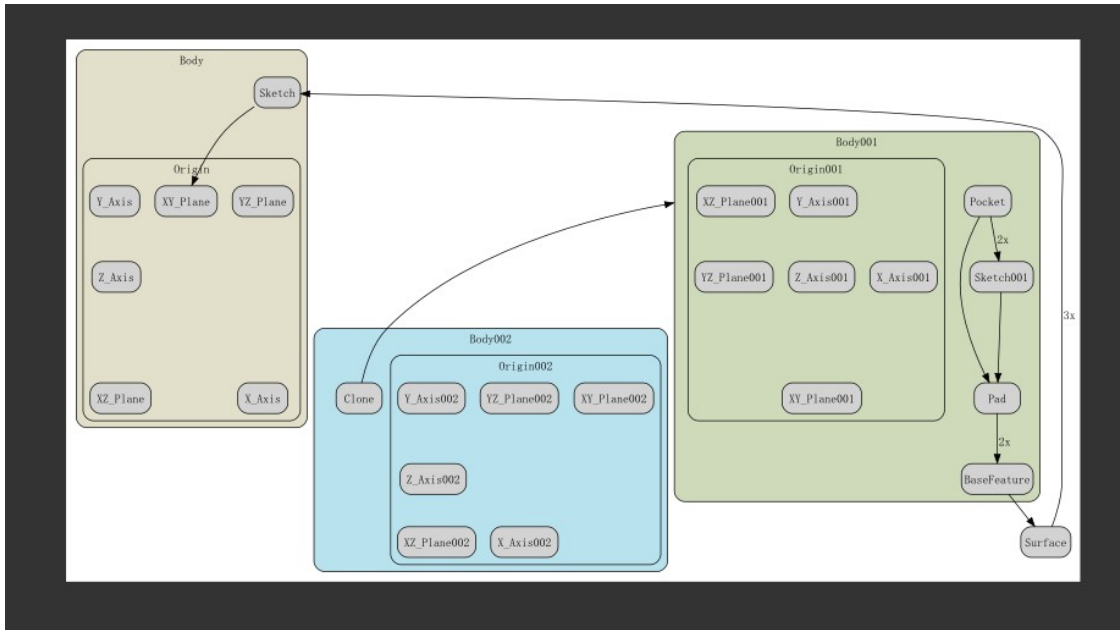 Body
Sketch
Origin
Y_Axis
XY_Plane
YZ_Plane
Z_Axis
XZ_Plane
X_Axis
Body002
Clone
Origin002
Y_Axis002
YZ_Plane002
XY_Plane002
Z_Axis002
XZ_Plane002
X_Axis002
Body001
Origin001
XZ_Plane001
Y_Axis001
YZ_Plane001
Z_Axis001
X_Axis001
XY_Plane001
Pocket
2x
Sketch001
Pad
2x
BaseFeature
Surface
3x